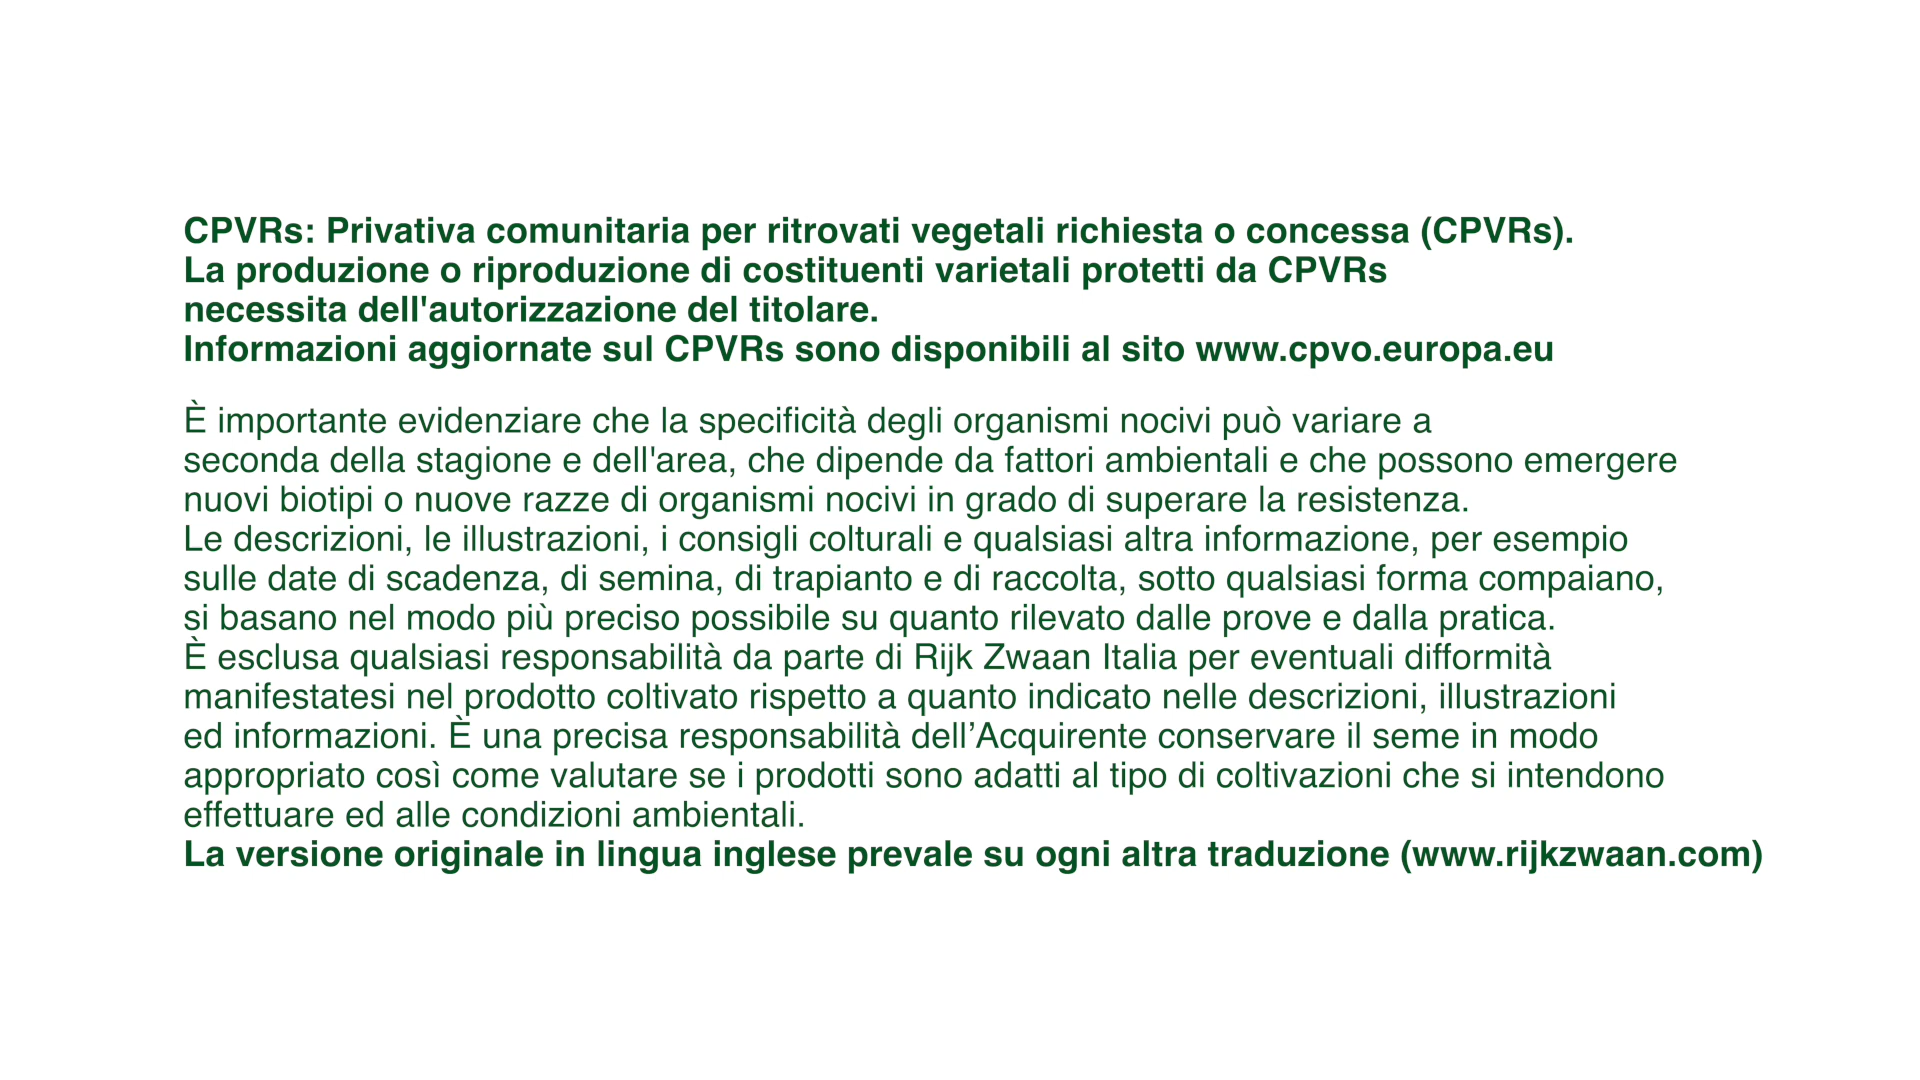 CPVRs: Privativa comunitaria per ritrovati vegetali richiesta o concessa (CPVRs).
La produzione o riproduzione di costituenti varietali protetti da CPVRs
necessita dell'autorizzazione del titolare.
Informazioni aggiornate sul CPVRs sono disponibili al sito www.cpvo.europa.eu
È importante evidenziare che la specificità degli organismi nocivi può variare a
seconda della stagione e dell'area, che dipende da fattori ambientali e che possono emergere
nuovi biotipi o nuove razze di organismi nocivi in grado di superare la resistenza.
Le descrizioni, le illustrazioni, i consigli colturali e qualsiasi altra informazione, per esempio
sulle date di scadenza, di semina, di trapianto e di raccolta, sotto qualsiasi forma compaiano,
si basano nel modo più preciso possibile su quanto rilevato dalle prove e dalla pratica.
È esclusa qualsiasi responsabilità da parte di Rijk Zwaan Italia per eventuali difformità
manifestatesi nel prodotto coltivato rispetto a quanto indicato nelle descrizioni, illustrazioni
ed informazioni. È una precisa responsabilità dell’Acquirente conservare il seme in modo
appropriato così come valutare se i prodotti sono adatti al tipo di coltivazioni che si intendono
effettuare ed alle condizioni ambientali.
La versione originale in lingua inglese prevale su ogni altra traduzione (www.rijkzwaan.com)